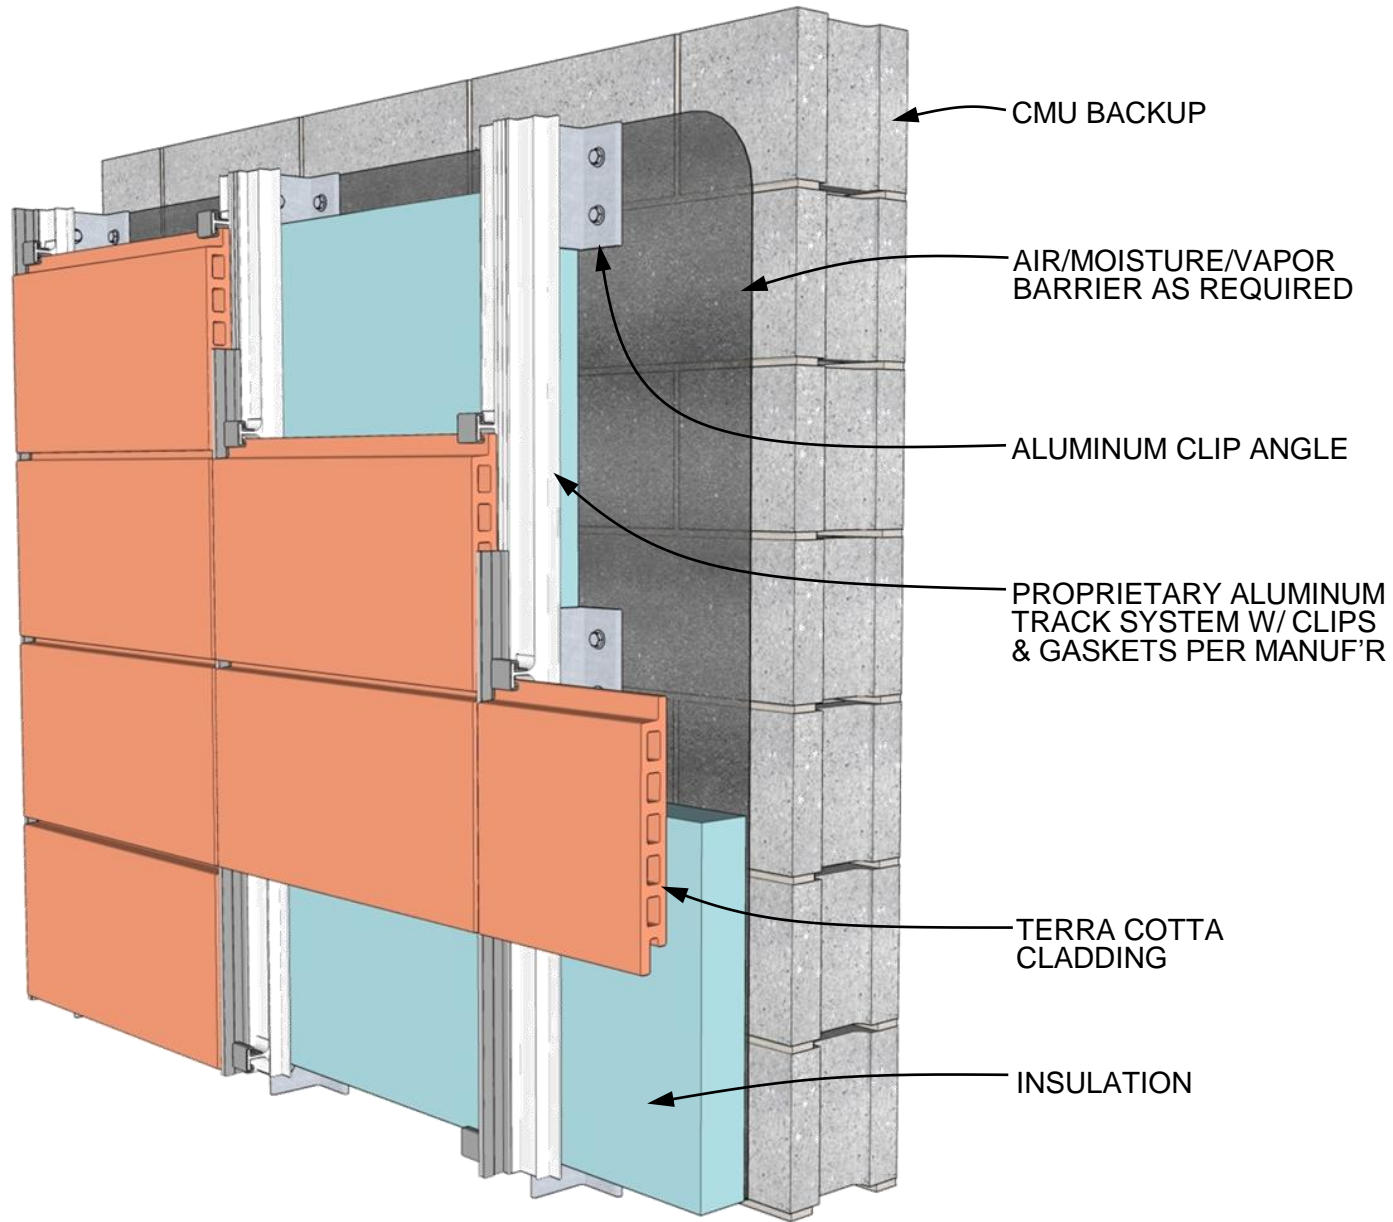 CMU BACKUP
AIR/MOISTURE/VAPOR
BARRIER AS REQUIRED
ALUMINUM CLIP ANGLE
PROPRIETARY ALUMINUM
TRACK SYSTEM W/ CLIPS
& GASKETS PER MANUF'R
TERRA COTTA
CLADDING
INSULATION